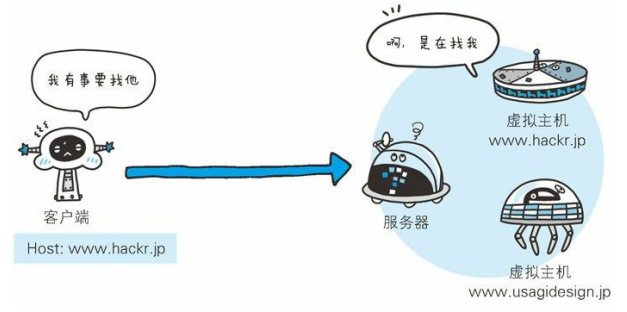 我有事要找他
啊，是在找我
客户端
Host: www.hackr.jp
服务器
虚拟主机
www.hackr.jp
虚拟主机
www.usagidesign.jp